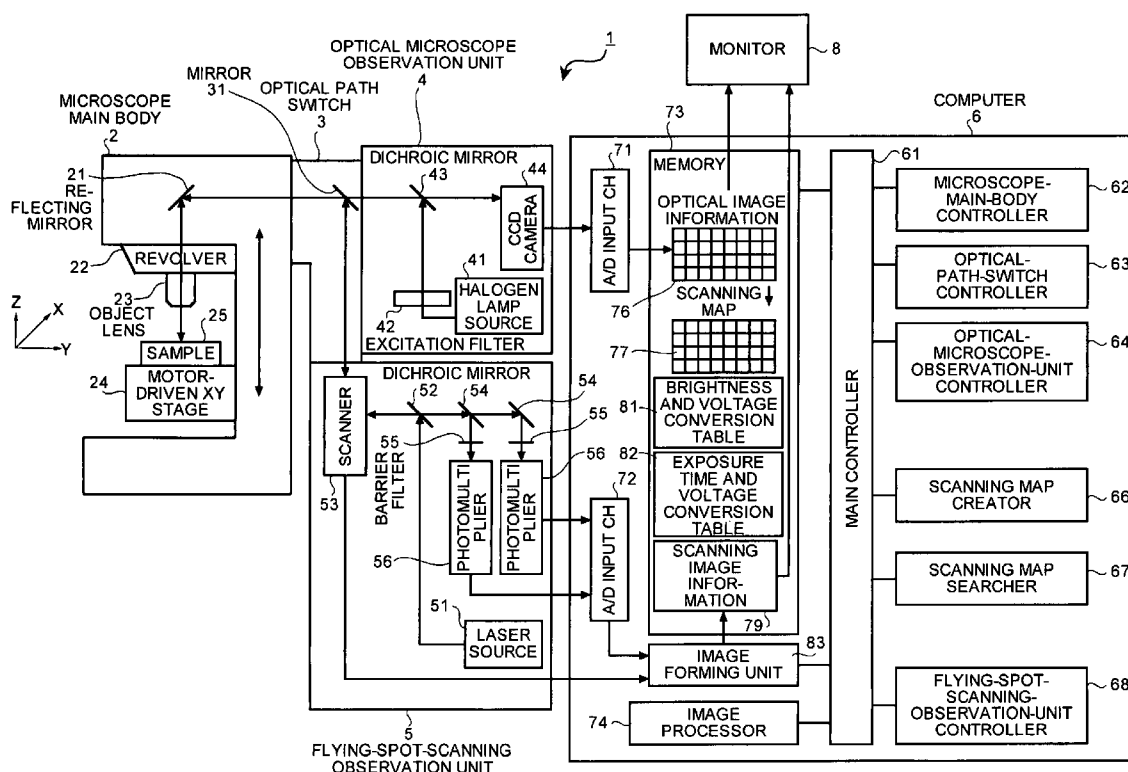 1
MONITOR
8
OPTICAL MICROSCOPE
OBSERVATION UNIT
4
MIRROR
31
OPTICAL PATH
SWITCH
3
MICROSCOPE
MAIN BODY
2
21
RE-
FLECTING
MIRROR
22
REVOLVER
23
OBJECT LENS
25
SAMPLE
24
MOTOR-
DRIVEN XY
STAGE
Z
X
Y
DICHROIC MIRROR
43
44
CCD
CAMERA
41
HALOGEN
LAMP
SOURCE
42
EXCITATION FILTER
DICHROIC MIRROR
52
54
54
55
55
SCANNER
53
BARRIER
FILTER
PHOTOMULTI
PLIER
56
PHOTOMULTI
PLIER
56
51
LASER
SOURCE
5
FLYING-SPOT-SCANNING
OBSERVATION UNIT
COMPUTER
6
71
A/D INPUT CH
72
A/D INPUT CH
73
MEMORY
OPTICAL IMAGE
INFORMATION
76
SCANNING
MAP
77
81
BRIGHTNESS
AND VOLTAGE
CONVERSION
TABLE
82
EXPOSURE
TIME AND
VOLTAGE
CONVERSION
TABLE
SCANNING
IMAGE
INFOR-
MATION
79
83
IMAGE
FORMING UNIT
74
IMAGE
PROCESSOR
61
MAIN CONTROLLER
MICROSCOPE-
MAIN-BODY
CONTROLLER
62
OPTICAL-
PATH-SWITCH
CONTROLLER
63
OPTICAL-
MICROSCOPE-
OBSERVATION-UNIT
CONTROLLER
64
SCANNING MAP
CREATOR
66
SCANNING MAP
SEARCHER
67
FLYING-SPOT-
SCANNING-
OBSERVATION-UNIT
CONTROLLER
68